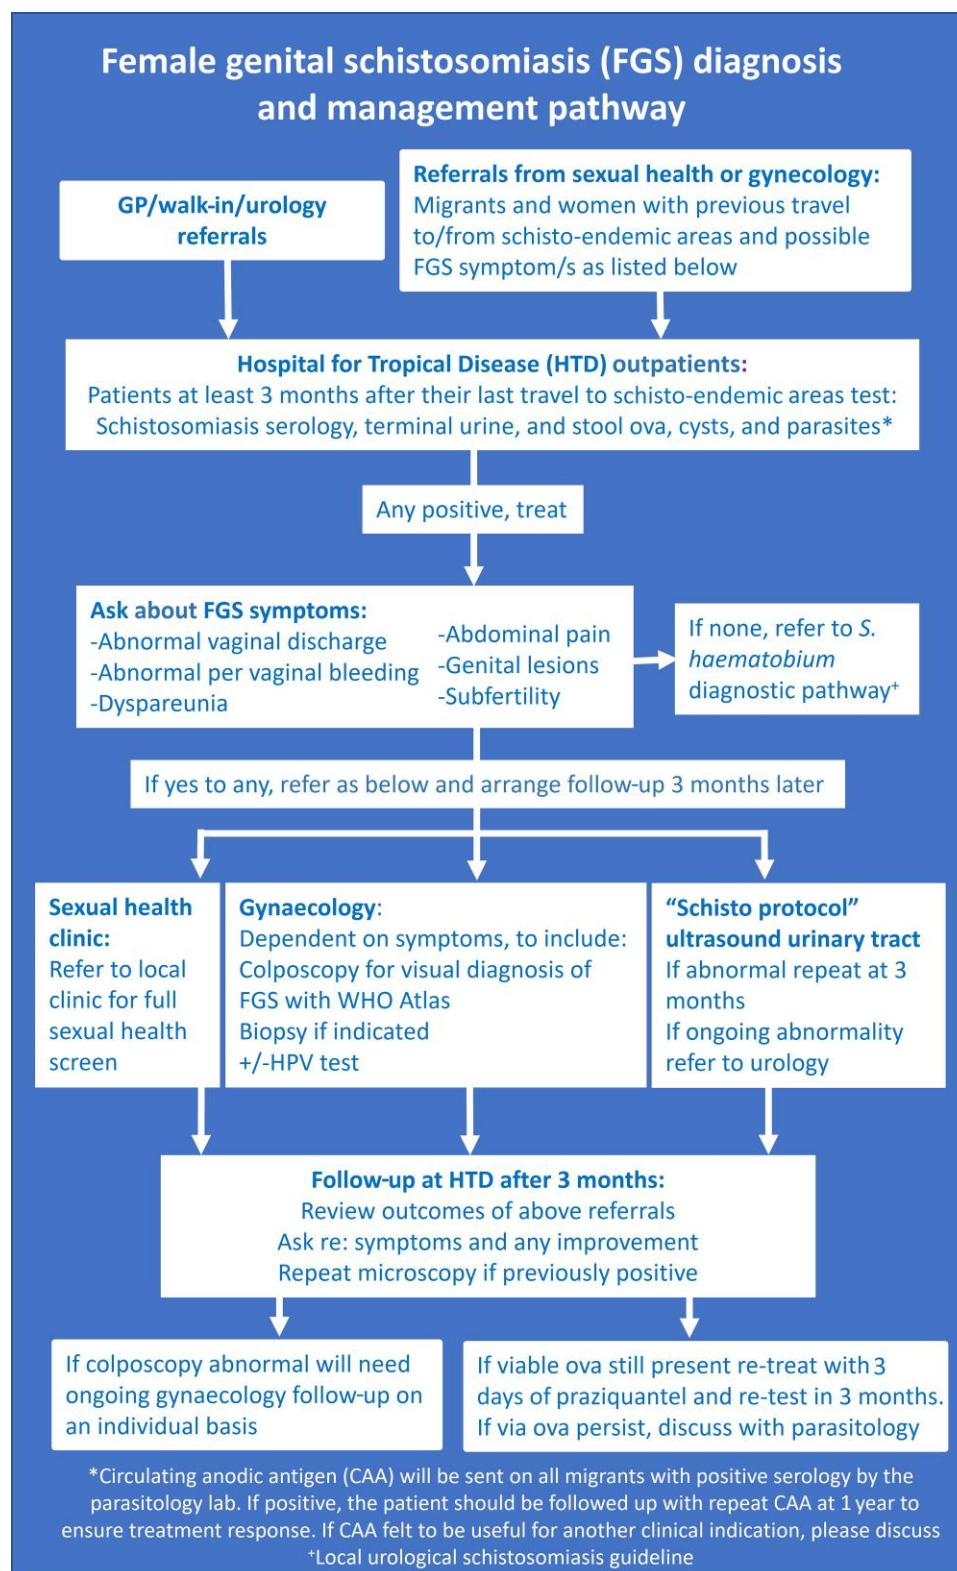 Female genital schistosomiasis (FGS) diagnosis
and management pathway
GP/walk-in/urology
referrals
Referrals from sexual health or gynecology:
Migrants and women with previous travel
to/from schisto-endemic areas and possible
FGS symptom/s as listed below
Hospital for Tropical Disease (HTD) outpatients:
Patients at least 3 months after their last travel to schisto-endemic areas test:
Schistosomiasis serology, terminal urine, and stool ova, cysts, and parasites*
Any positive, treat
Ask about FGS symptoms:
-Abnormal vaginal discharge
-Abnormal per vaginal bleeding
-Dyspareunia
-Abdominal pain
-Genital lesions
-Subfertility
If none, refer to S.
haematobium
diagnostic pathway⁺
If yes to any, refer as below and arrange follow-up 3 months later
Sexual health
clinic:
Refer to local
clinic for full
sexual health
screen
Gynaecology:
Dependent on symptoms, to include:
Colposcopy for visual diagnosis of
FGS with WHO Atlas
Biopsy if indicated
+/-HPV test
“Schisto protocol”
ultrasound urinary tract
If abnormal repeat at 3
months
If ongoing abnormality
refer to urology
Follow-up at HTD after 3 months:
Review outcomes of above referrals
Ask re: symptoms and any improvement
Repeat microscopy if previously positive
If colposcopy abnormal will need
ongoing gynaecology follow-up on
an individual basis
If viable ova still present re-treat with 3
days of praziquantel and re-test in 3 months.
If via ova persist, discuss with parasitology
*Circulating anodic antigen (CAA) will be sent on all migrants with positive serology by the
parasitology lab. If positive, the patient should be followed up with repeat CAA at 1 year to
ensure treatment response. If CAA felt to be useful for another clinical indication, please discuss
⁺Local urological schistosomiasis guideline